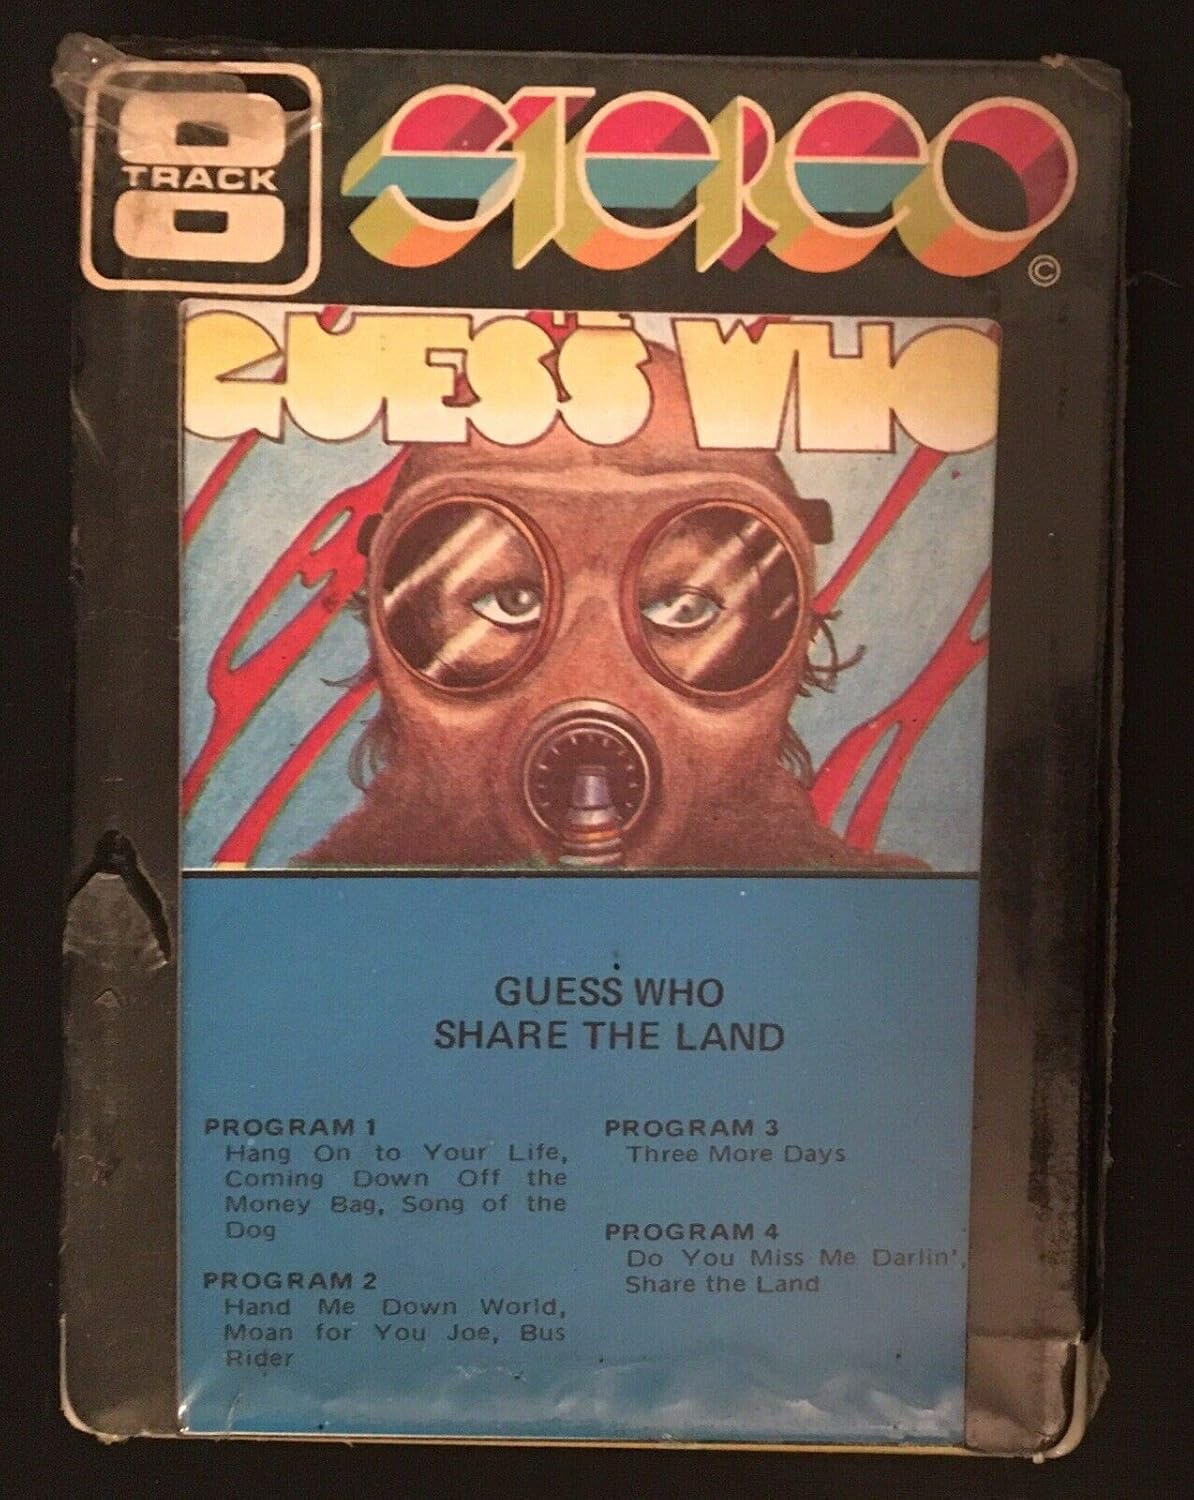 8
TRACK
STEREO
©
THE
GUESS WHO
GUESS WHO
SHARE THE LAND
PROGRAM 1
Hang On to Your Life,
Coming Down Off the
Money Bag, Song of the
Dog
PROGRAM 2
Hand Me Down World,
Moan for You Joe, Bus
Rider
PROGRAM 3
Three More Days
PROGRAM 4
Do You Miss Me Darlin',
Share the Land